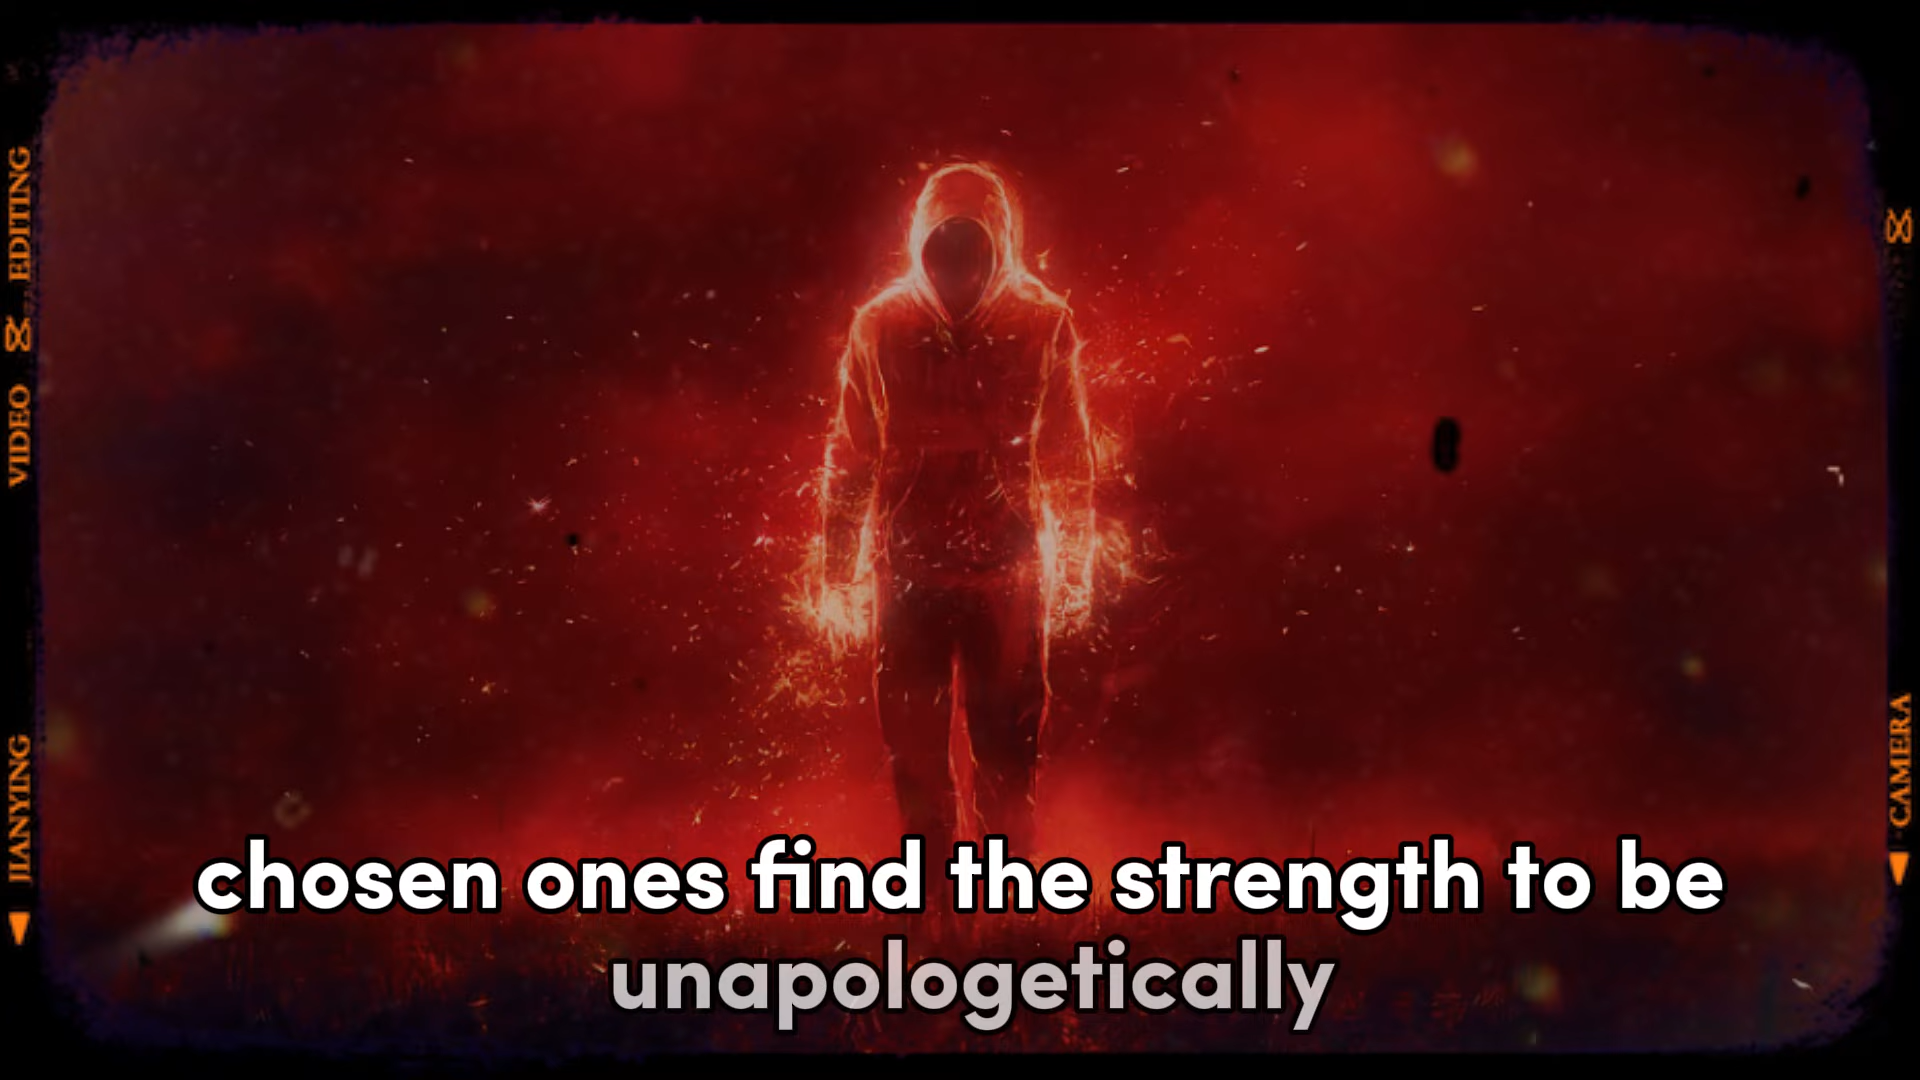 chosen ones find the strength to be
unapologetically
VIDEO EDITING
JIANYING
CAMERA